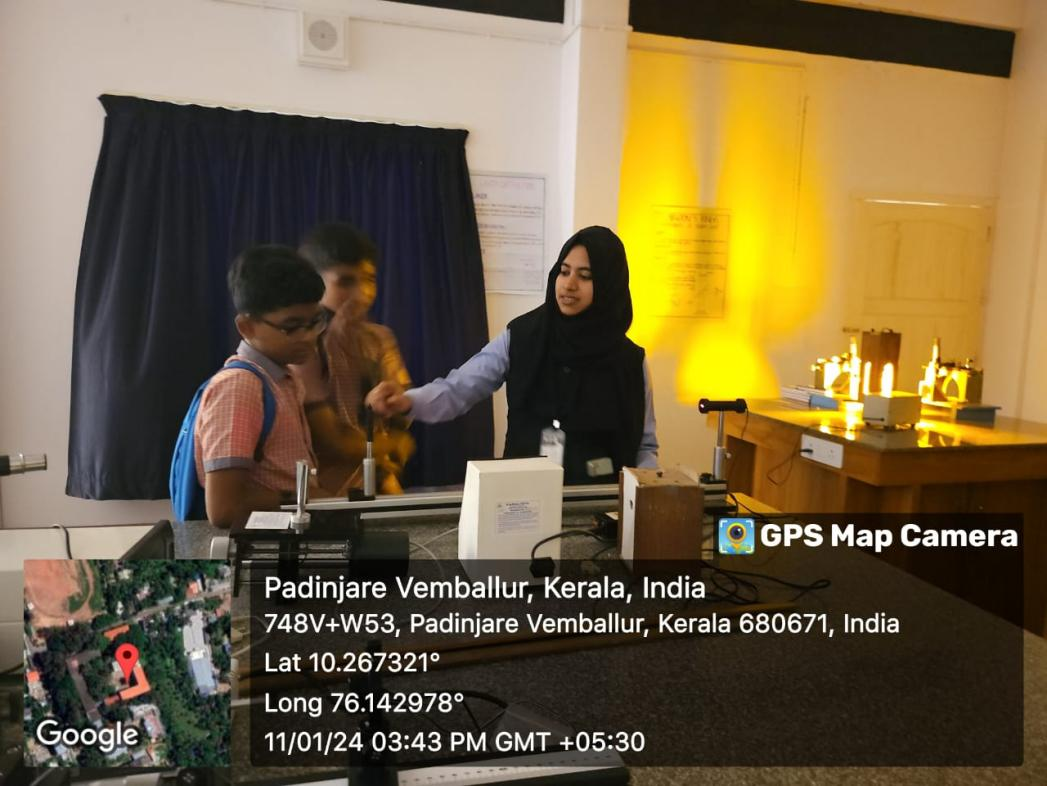 GPS Map Camera
Padinjare Vemballur, Kerala, India
748V+W53, Padinjare Vemballur, Kerala 680671, India
Lat 10.267321°
Long 76.142978°
11/01/24 03:43 PM GMT +05:30
Google